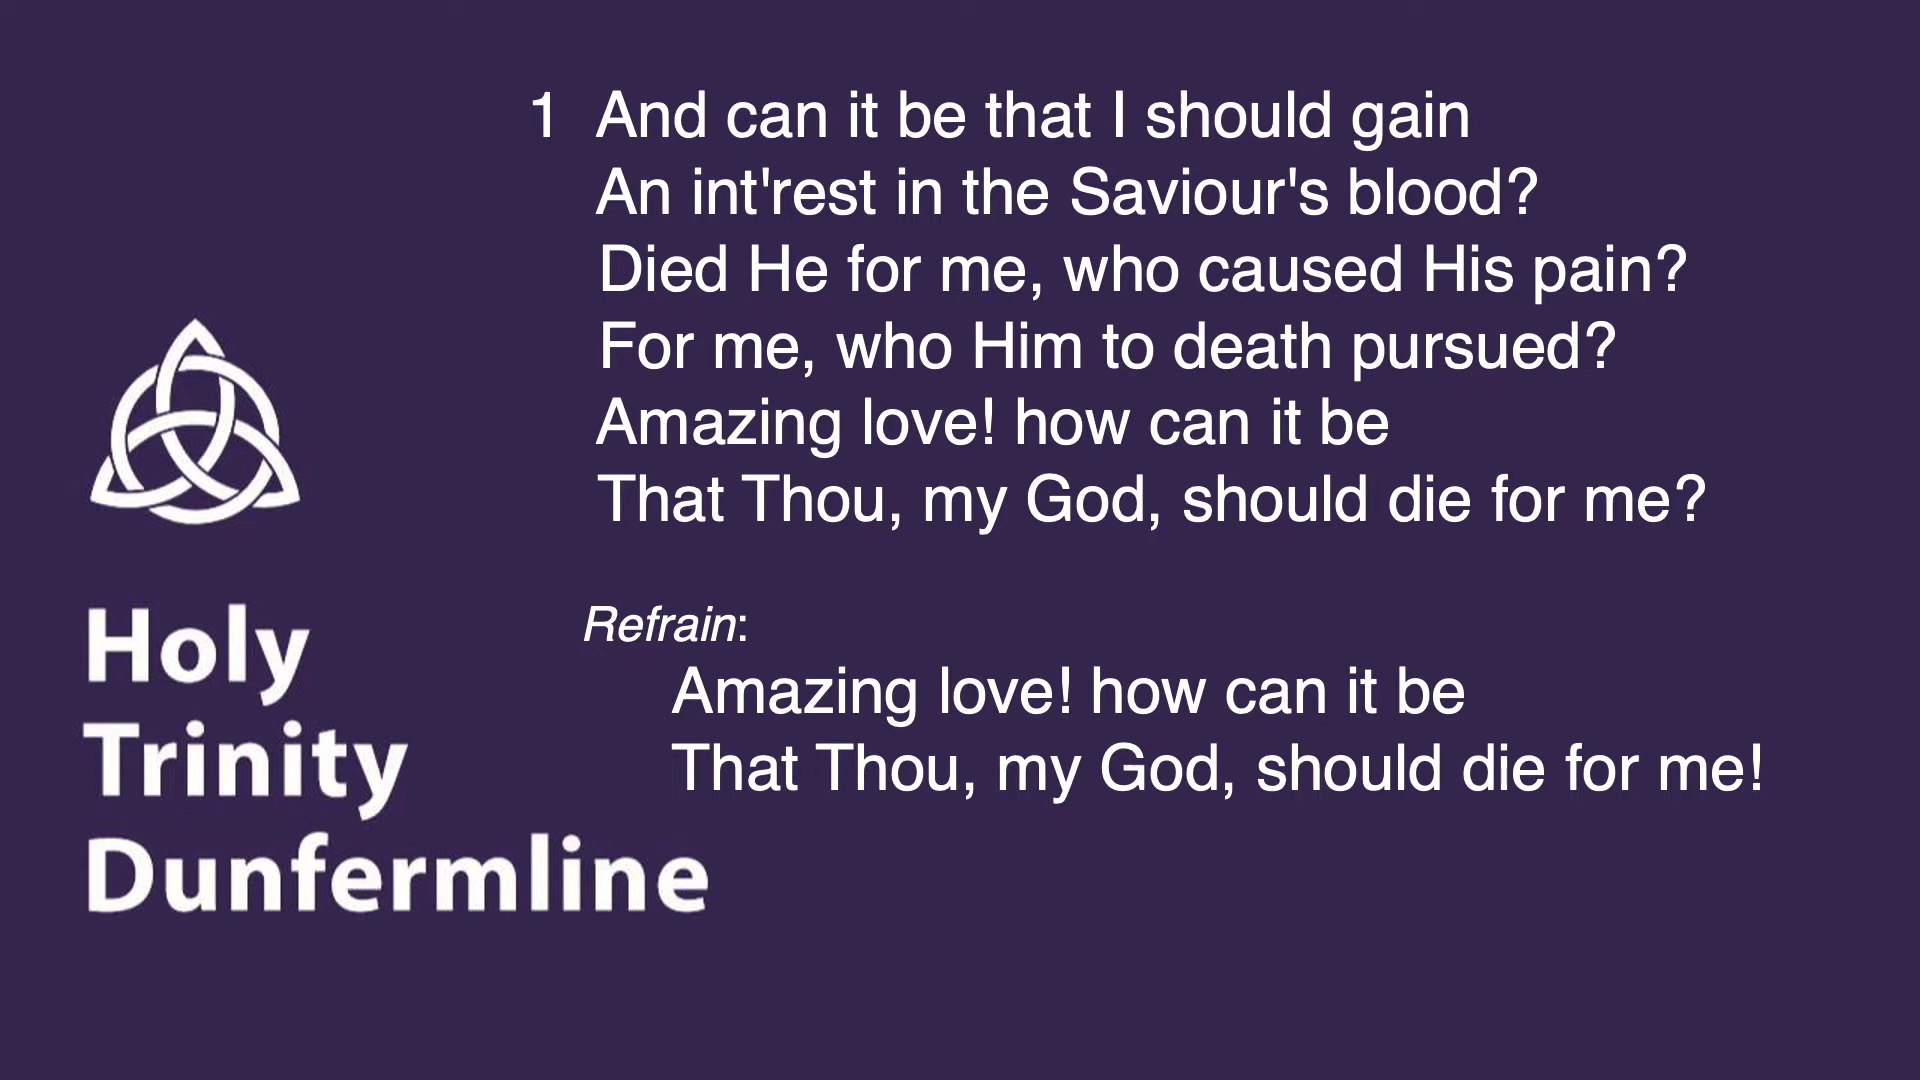 1 And can it be that I should gain
An int'rest in the Saviour's blood?
Died He for me, who caused His pain?
For me, who Him to death pursued?
Amazing love! how can it be
That Thou, my God, should die for me?
Refrain:
Amazing love! how can it be
That Thou, my God, should die for me!
Holy
Trinity
Dunfermline